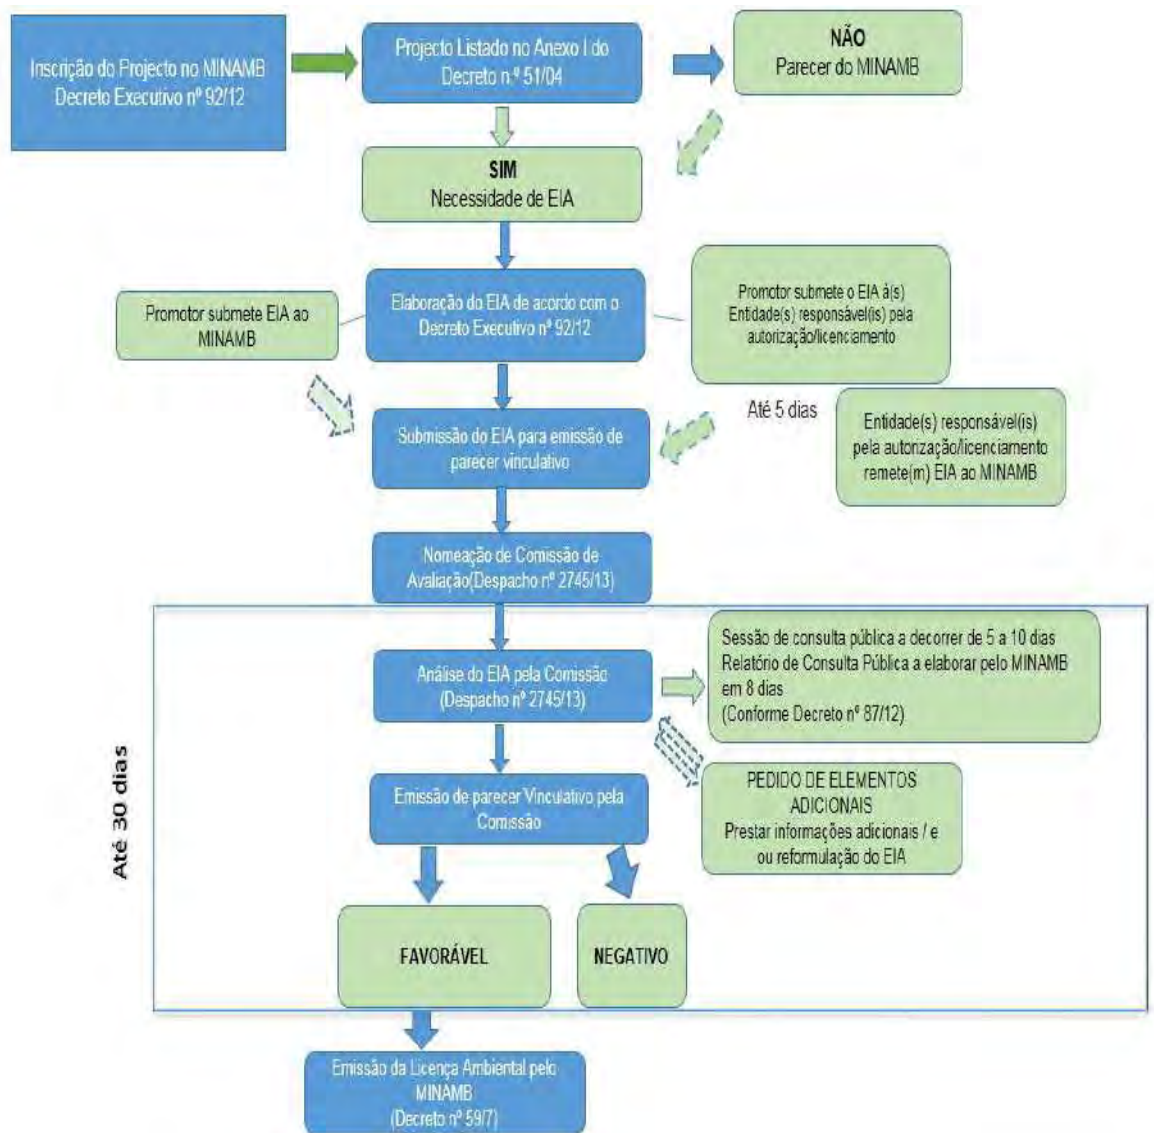 Inscrição do Projecto no MINAMB
Decreto Executivo nº 92/12
Projecto Listado no Anexo I do
Decreto n.º 51/04
NÃO
Parecer do MINAMB
SIM
Necessidade de EIA
Promotor submete EIA ao
MINAMB
Elaboração do EIA de acordo com o
Decreto Executivo nº 92/12
Promotor submete o EIA à(s)
Entidade(s) responsável(is) pela
autorização/licenciamento
Até 5 dias
Entidade(s) responsável(is)
pela autorização/licenciamento
remete(m) EIA ao MINAMB
Submissão do EIA para emissão de
parecer vinculativo
Nomeação de Comissão de
Avaliação(Despacho nº 2745/13)
Até 30 dias
Análise do EIA pela Comissão
(Despacho nº 2745/13)
Sessão de consulta pública a decorrer de 5 a 10 dias
Relatório de Consulta Pública a elaborar pelo MINAMB
em 8 dias
(Conforme Decreto nº 87/12)
PEDIDO DE ELEMENTOS
ADICIONAIS
Prestar informações adicionais / e
ou reformulação do EIA
Emissão de parecer Vinculativo pela
Comissão
FAVORÁVEL
NEGATIVO
Emissão da Licença Ambiental pelo
MINAMB
(Decreto nº 59/7)